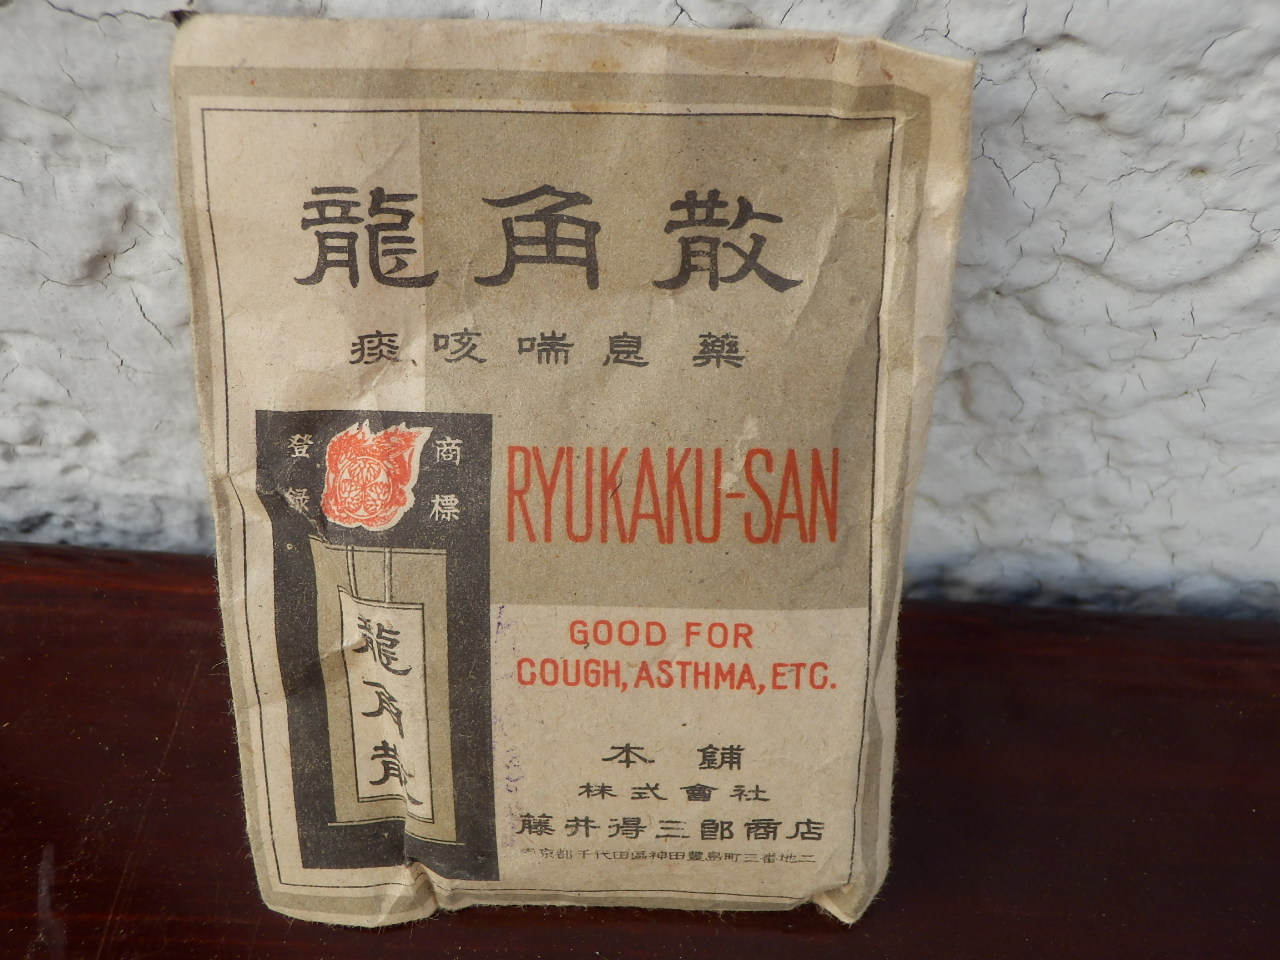 龍角散
痰、咳喘息藥
商標
登録
龍角散
RYUKAKU-SAN
GOOD FOR
COUGH, ASTHMA, ETC.
本舖
株式會社
藤井得三郎商店
東京都千代田區神田豊島町三番地二